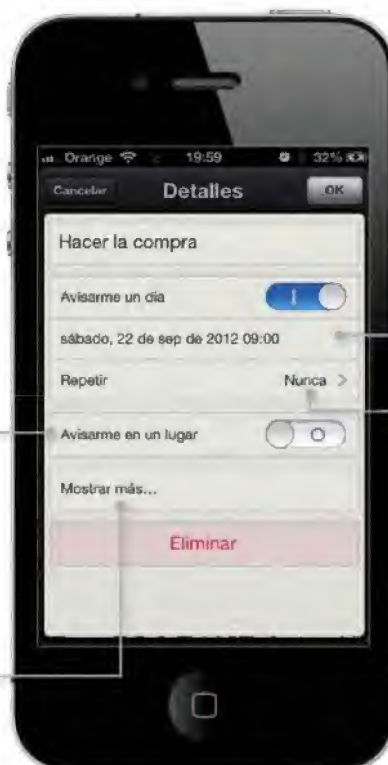 Orange 19:59 32%
Cancelar Detalles OK
Hacer la compra
Avisarme un día
sábado, 22 de sep de 2012 09:00
Repetir Nunca >
Avisarme en un lugar
Mostrar más...
Eliminar